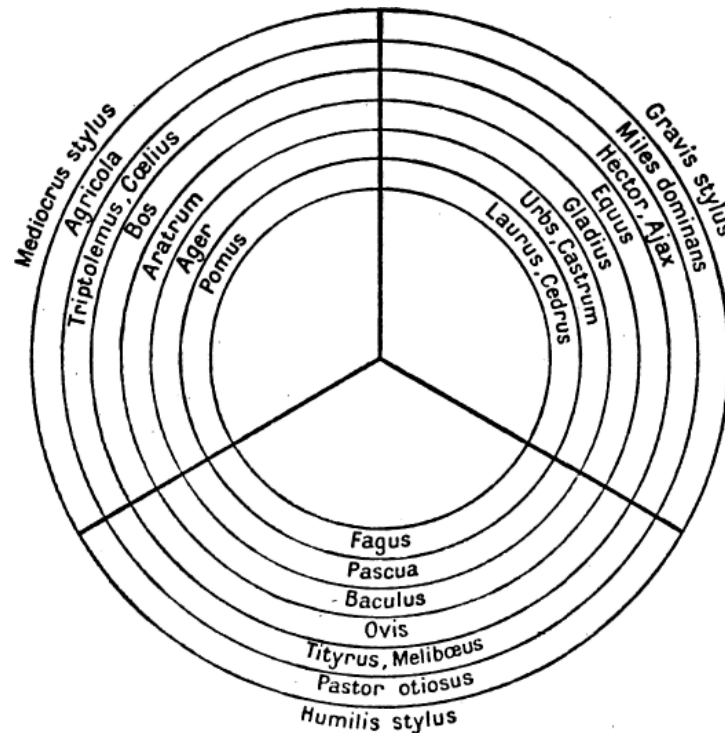 Mediocrus stylus
Agricola
Triptolemus, Cœlius
Bos
Aratrum
Ager
Pomus
Gravis stylus
Miles dominans
Hector, Ajax
Equus
Gladius
Urbs, Castrum
Laurus, Cedrus
Fagus
Pascua
Baculus
Ovis
Tityrus, Melibœus
Pastor otiosus
Humilis stylus